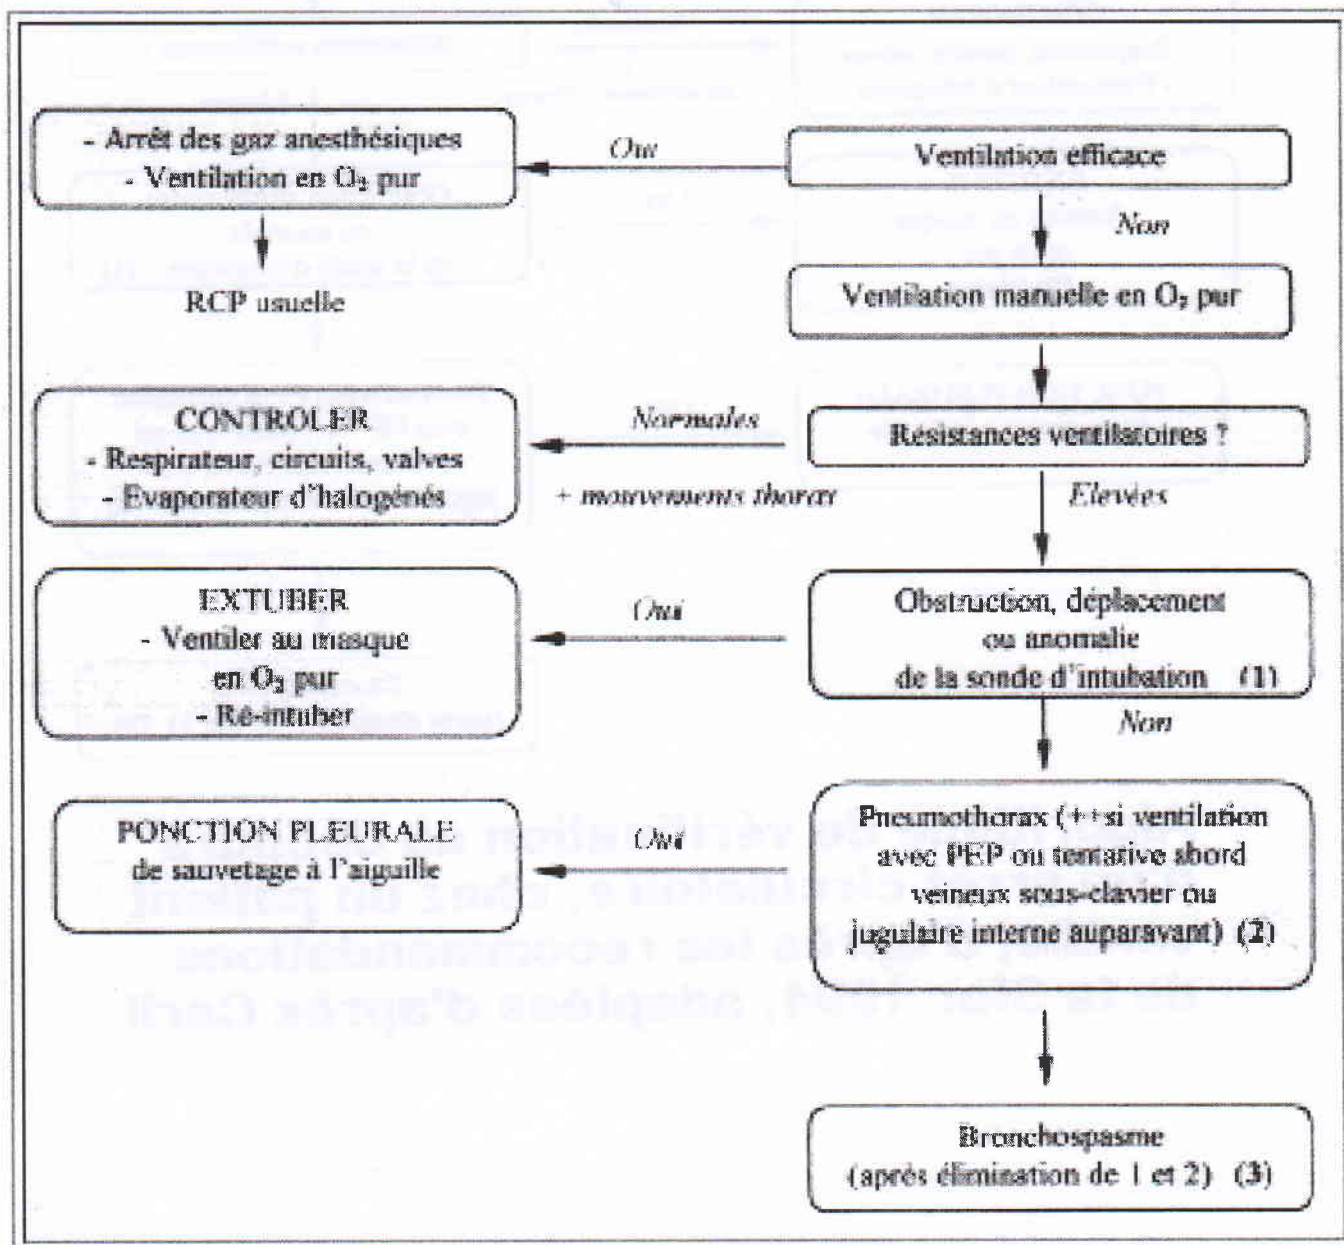 - Arrêt des gaz anesthésiques
- Ventilation en O₂ pur
Oui
Ventilation efficace
Non
RCP usuelle
Ventilation manuelle en O₂ pur
CONTROLER
- Respirateur, circuits, valves
- Evaporateur d'halogénés
Normales
+ mouvements thorax
Résistances ventilatoires ?
Elevées
EXTUBER
- Ventiler au masque
en O₂ pur
- Ré-intuber
Oui
Obstruction, déplacement
ou anomalie
de la sonde d'intubation (1)
Non
PONCTION PLEURALE
de sauvetage à l'aiguille
Oui
Pneumothorax (++si ventilation
avec PEP ou tentative abord
veineux sous-clavier ou
jugulaire interne auparavant) (2)
Bronchospasme
(après élimination de 1 et 2) (3)